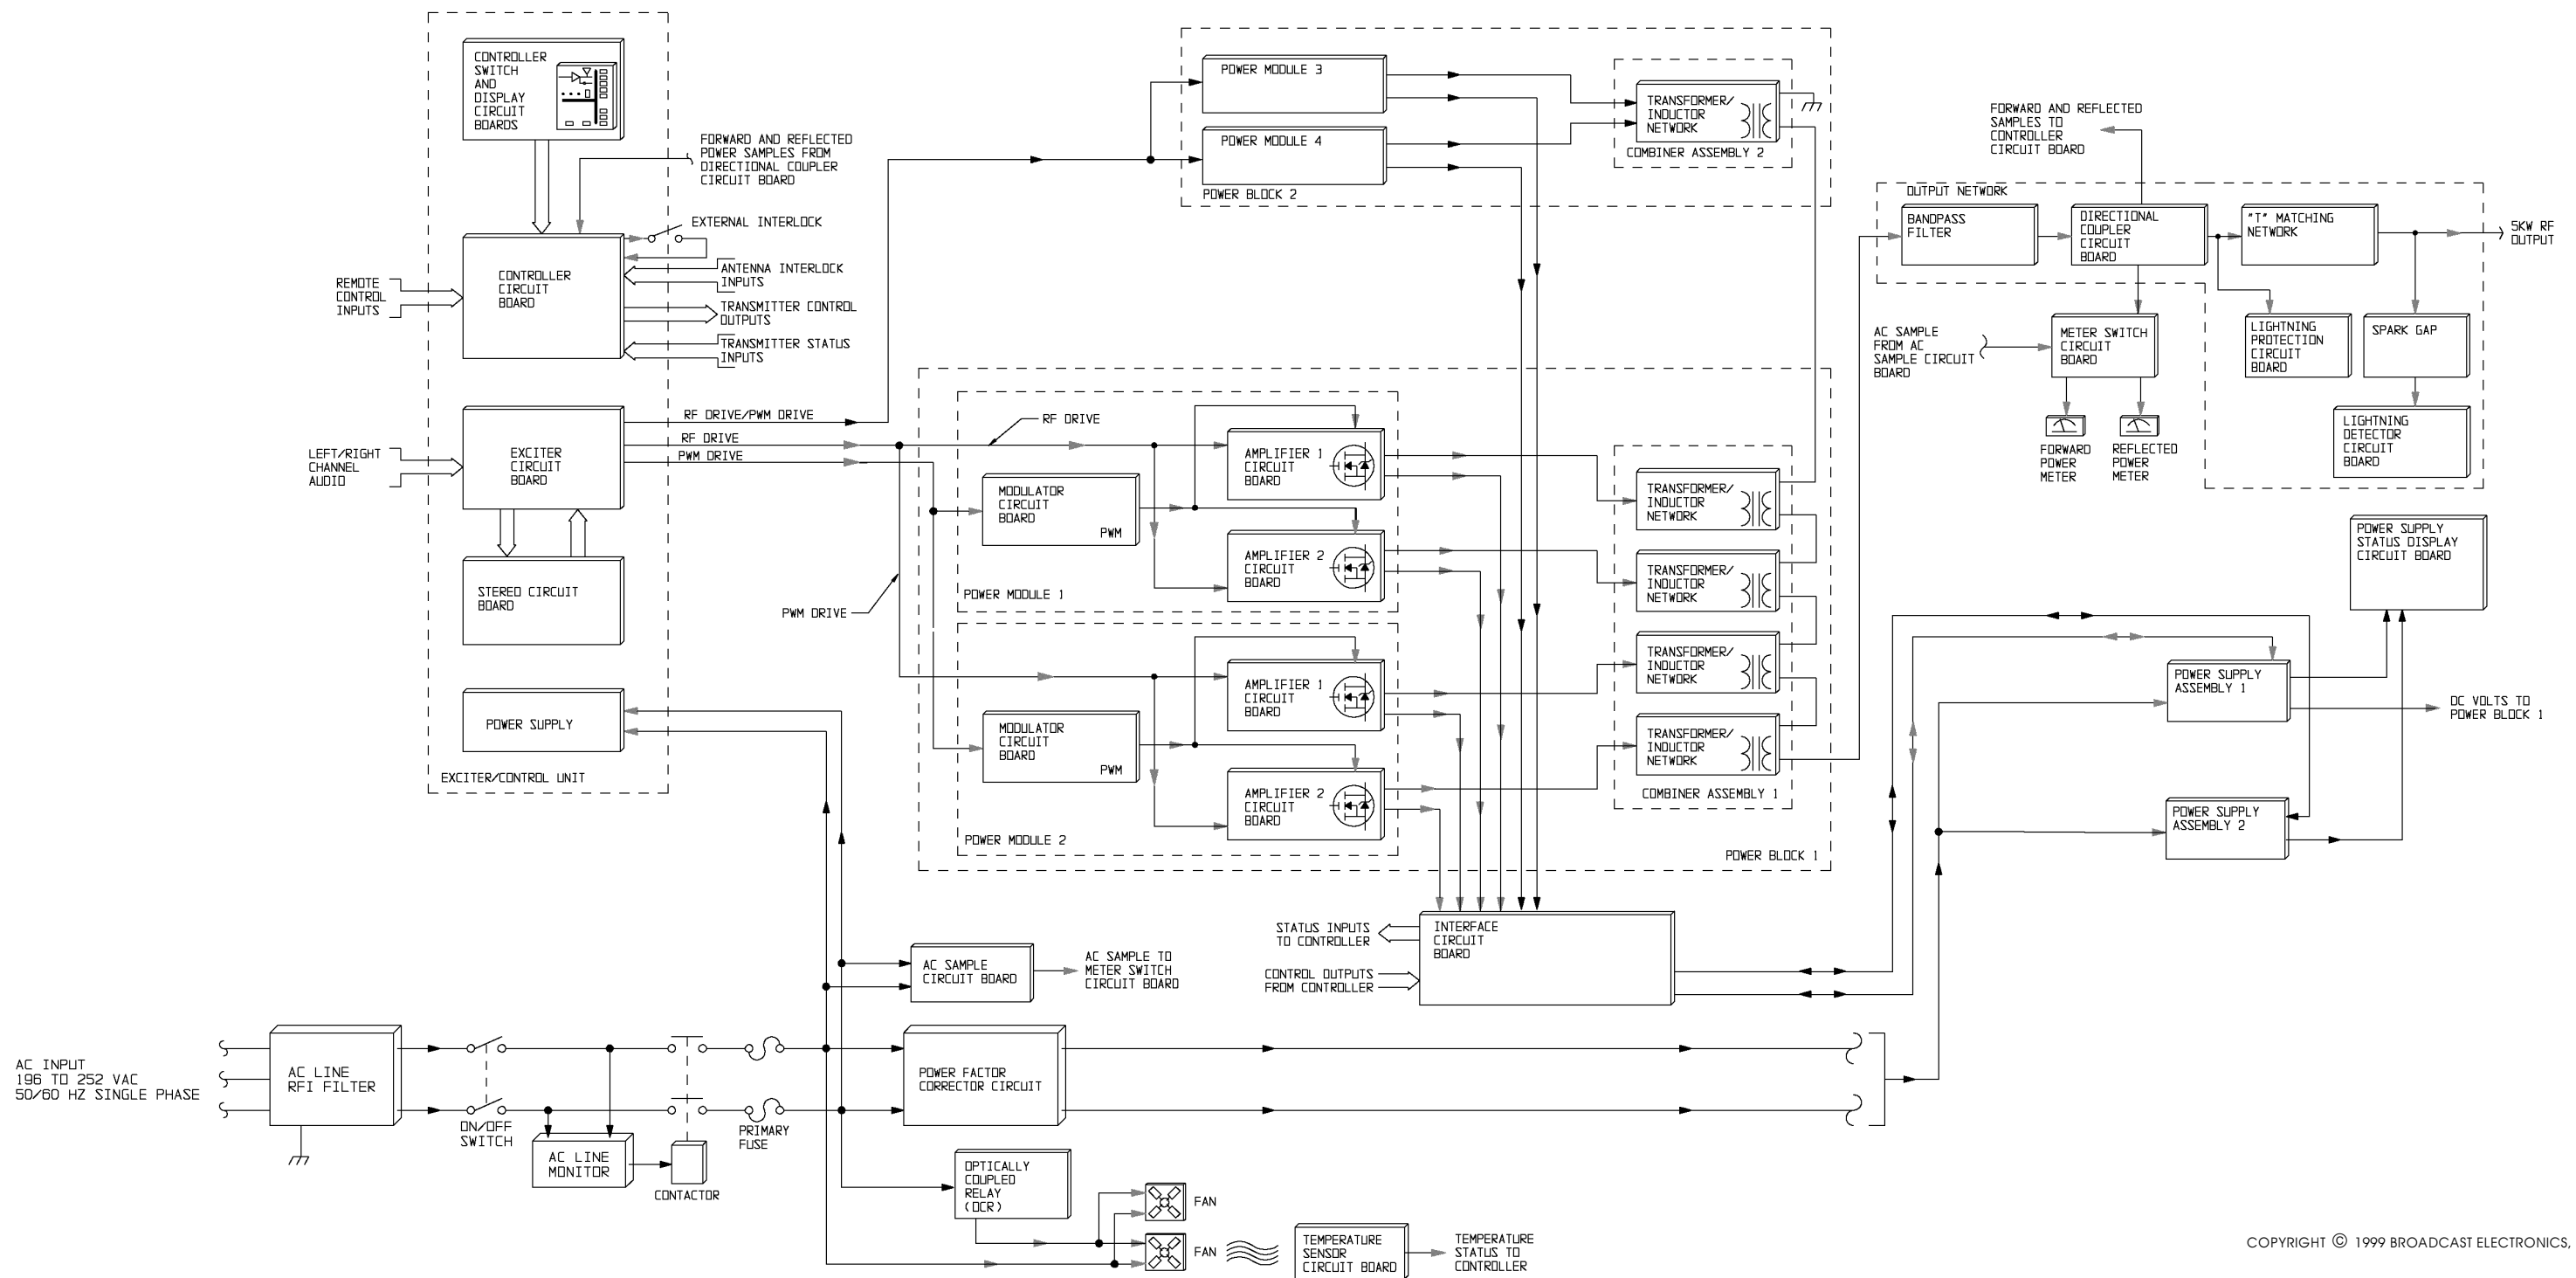 CONTROLLER
SWITCH
AND
DISPLAY
CIRCUIT
BOARDS
FORWARD AND REFLECTED
POWER SAMPLES FROM
DIRECTIONAL COUPLER
CIRCUIT BOARD
EXTERNAL INTERLOCK
CONTROLLER
CIRCUIT
BOARD
REMOTE
CONTROL
INPUTS
ANTENNA INTERLOCK
INPUTS
TRANSMITTER CONTROL
OUTPUTS
TRANSMITTER STATUS
INPUTS
LEFT/RIGHT
CHANNEL
AUDIO
EXCITER
CIRCUIT
BOARD
RF DRIVE/PWM DRIVE
RF DRIVE
PWM DRIVE
STEREO CIRCUIT
BOARD
POWER SUPPLY
EXCITER/CONTROL UNIT
POWER MODULE 3
POWER MODULE 4
POWER BLOCK 2
TRANSFORMER/
INDUCTOR
NETWORK
COMBINER ASSEMBLY 2
RF DRIVE
PWM DRIVE
MODULATOR
CIRCUIT
BOARD
PWM
AMPLIFIER 1
CIRCUIT
BOARD
AMPLIFIER 2
CIRCUIT
BOARD
POWER MODULE 1
MODULATOR
CIRCUIT
BOARD
PWM
AMPLIFIER 1
CIRCUIT
BOARD
AMPLIFIER 2
CIRCUIT
BOARD
POWER MODULE 2
TRANSFORMER/
INDUCTOR
NETWORK
TRANSFORMER/
INDUCTOR
NETWORK
TRANSFORMER/
INDUCTOR
NETWORK
TRANSFORMER/
INDUCTOR
NETWORK
COMBINER ASSEMBLY 1
POWER BLOCK 1
FORWARD AND REFLECTED
SAMPLES TO
CONTROLLER
CIRCUIT BOARD
OUTPUT NETWORK
BANDPASS
FILTER
DIRECTIONAL
COUPLER
CIRCUIT
BOARD
"T" MATCHING
NETWORK
5KW RF
OUTPUT
AC SAMPLE
FROM AC
SAMPLE CIRCUIT
BOARD
METER SWITCH
CIRCUIT
BOARD
LIGHTNING
PROTECTION
CIRCUIT
BOARD
SPARK GAP
FORWARD
POWER
METER
REFLECTED
POWER
METER
LIGHTNING
DETECTOR
CIRCUIT
BOARD
POWER SUPPLY
STATUS DISPLAY
CIRCUIT BOARD
POWER SUPPLY
ASSEMBLY 1
DC VOLTS TO
POWER BLOCK 1
POWER SUPPLY
ASSEMBLY 2
STATUS INPUTS
TO CONTROLLER
CONTROL OUTPUTS
FROM CONTROLLER
INTERFACE
CIRCUIT
BOARD
AC SAMPLE
CIRCUIT BOARD
AC SAMPLE TO
METER SWITCH
CIRCUIT BOARD
AC INPUT
196 TO 252 VAC
50/60 HZ SINGLE PHASE
AC LINE
RFI FILTER
ON/OFF
SWITCH
AC LINE
MONITOR
CONTACTOR
PRIMARY
FUSE
POWER FACTOR
CORRECTOR CIRCUIT
OPTICALLY
COUPLED
RELAY
(OCR)
FAN
FAN
TEMPERATURE
SENSOR
CIRCUIT BOARD
TEMPERATURE
STATUS TO
CONTROLLER
COPYRIGHT © 1999 BROADCAST ELECTRONICS,